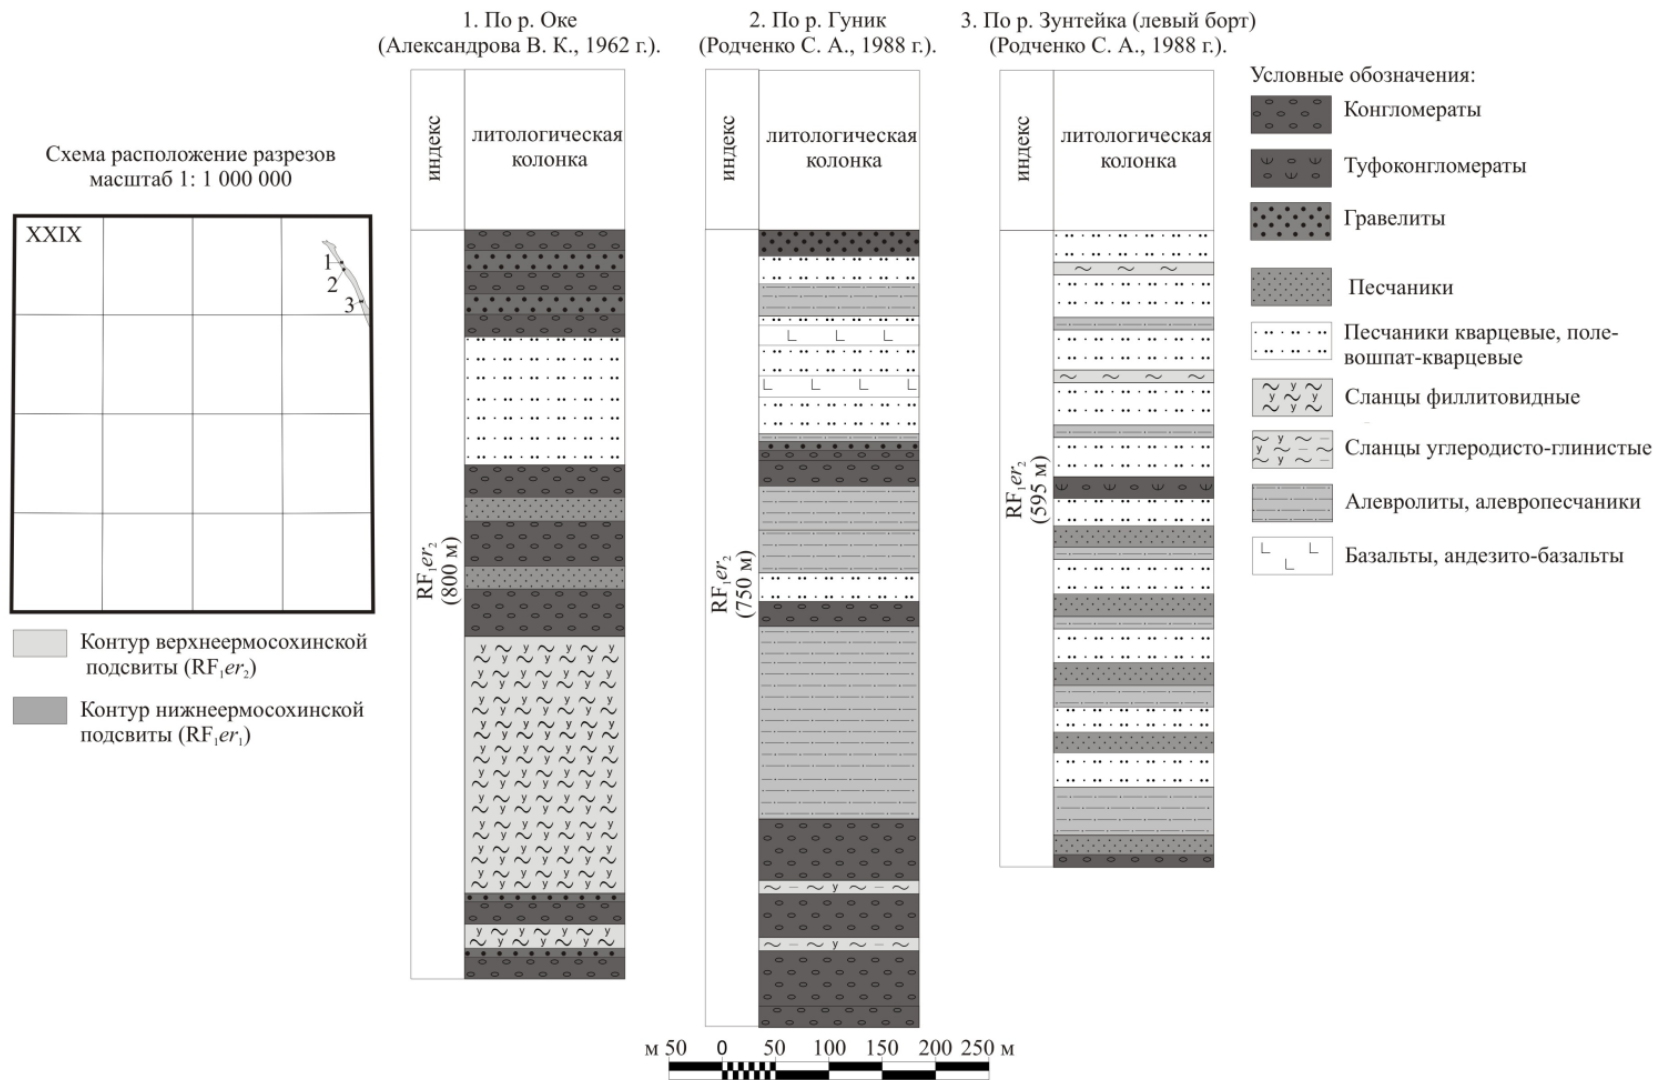 1. По р. Оке
(Александрова В. К., 1962 г.).
2. По р. Гуник
(Родченко С. А., 1988 г.).
3. По р. Зунтейка (левый борт)
(Родченко С. А., 1988 г.).
Схема расположение разрезов
масштаб 1: 1 000 000
XXIX
1
2
3
Контур верхнеермосохинской
подсвиты (RF₁er₂)
Контур нижнеермосохинской
подсвиты (RF₁er₁)
индекс
литологическая
колонка
RF₁er₂
(800 м)
индекс
литологическая
колонка
RF₁er₂
(750 м)
индекс
литологическая
колонка
RF₁er₂
(595 м)
Условные обозначения:
Конгломераты
Туфоконгломераты
Гравелиты
Песчаники
Песчаники кварцевые, поле-
вошпат-кварцевые
Сланцы филлитовидные
Сланцы углеродисто-глинистые
Алевролиты, алевропесчаники
Базальты, андезито-базальты
м 50 0 50 100 150 200 250 м